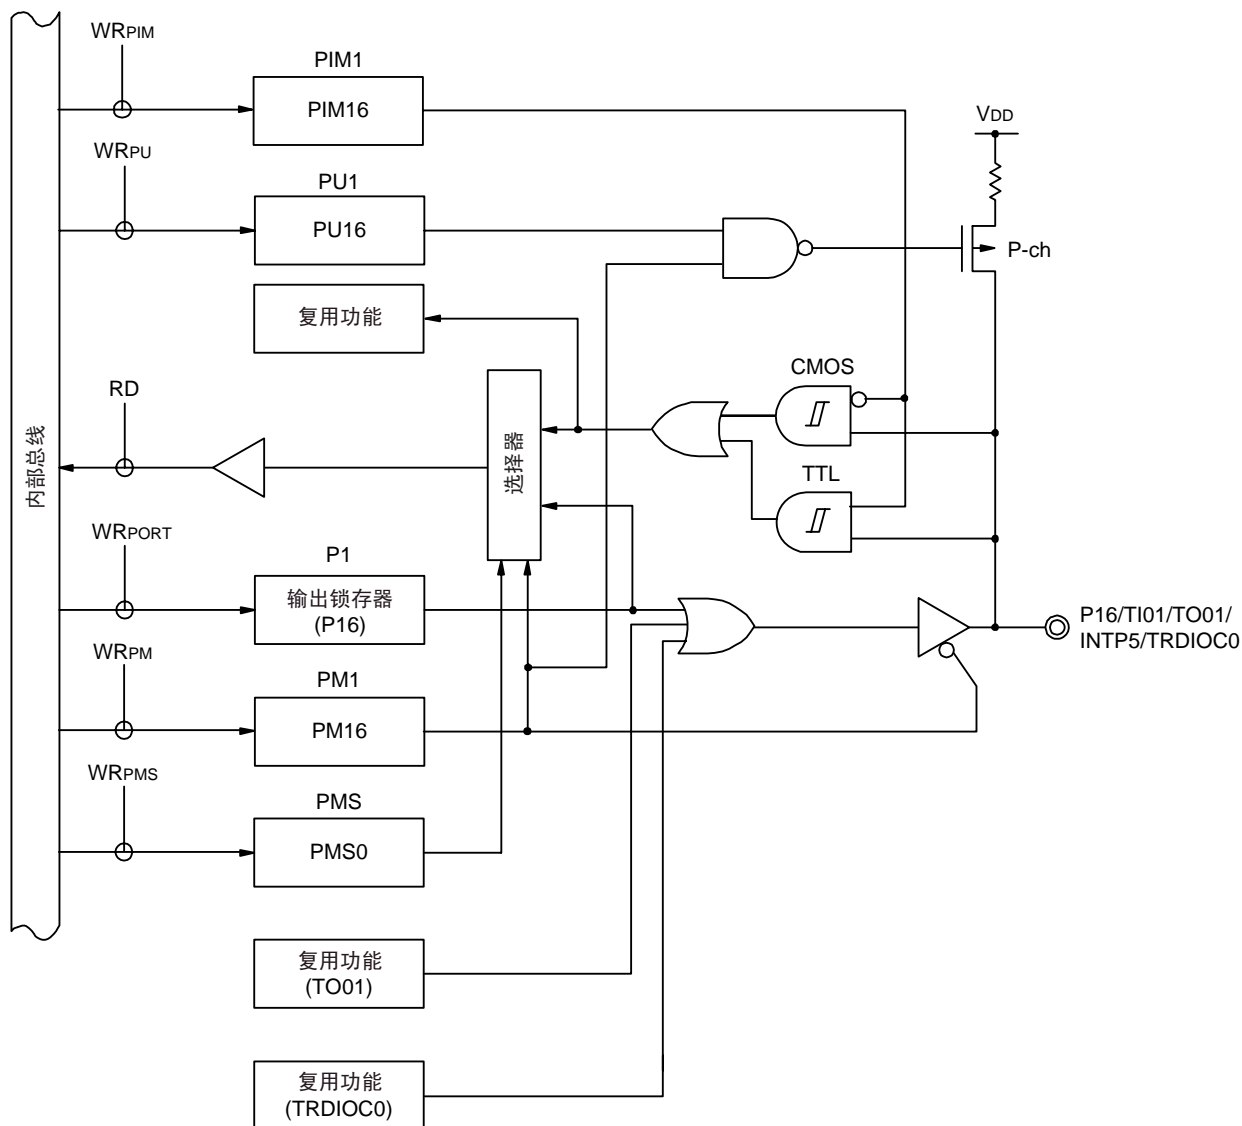 WRPIM
PIM1
PIM16
VDD
WRPU
PU1
PU16
P-ch
复用功能
CMOS
RD
内部总线
选择器
TTL
WRPORT
P1
输出锁存器
(P16)
P16/TI01/TO01/
INTP5/TRDIOC0
WRPM
PM1
PM16
WRPMS
PMS
PMS0
复用功能
(TO01)
复用功能
(TRDIOC0)